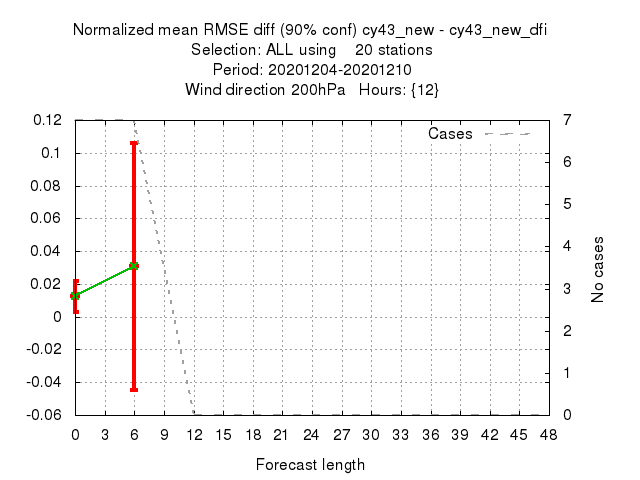 Normalized mean RMSE diff (90% conf) cy43_new - cy43_new_dfi
Selection: ALL using 20 stations
Period: 20201204-20201210
Wind direction 200hPa Hours: {12}
Cases
0.12
0.1
0.08
0.06
0.04
0.02
0
-0.02
-0.04
-0.06
7
6
5
4
3
2
1
0
No cases
0 3 6 9 12 15 18 21 24 27 30 33 36 39 42 45 48
Forecast length